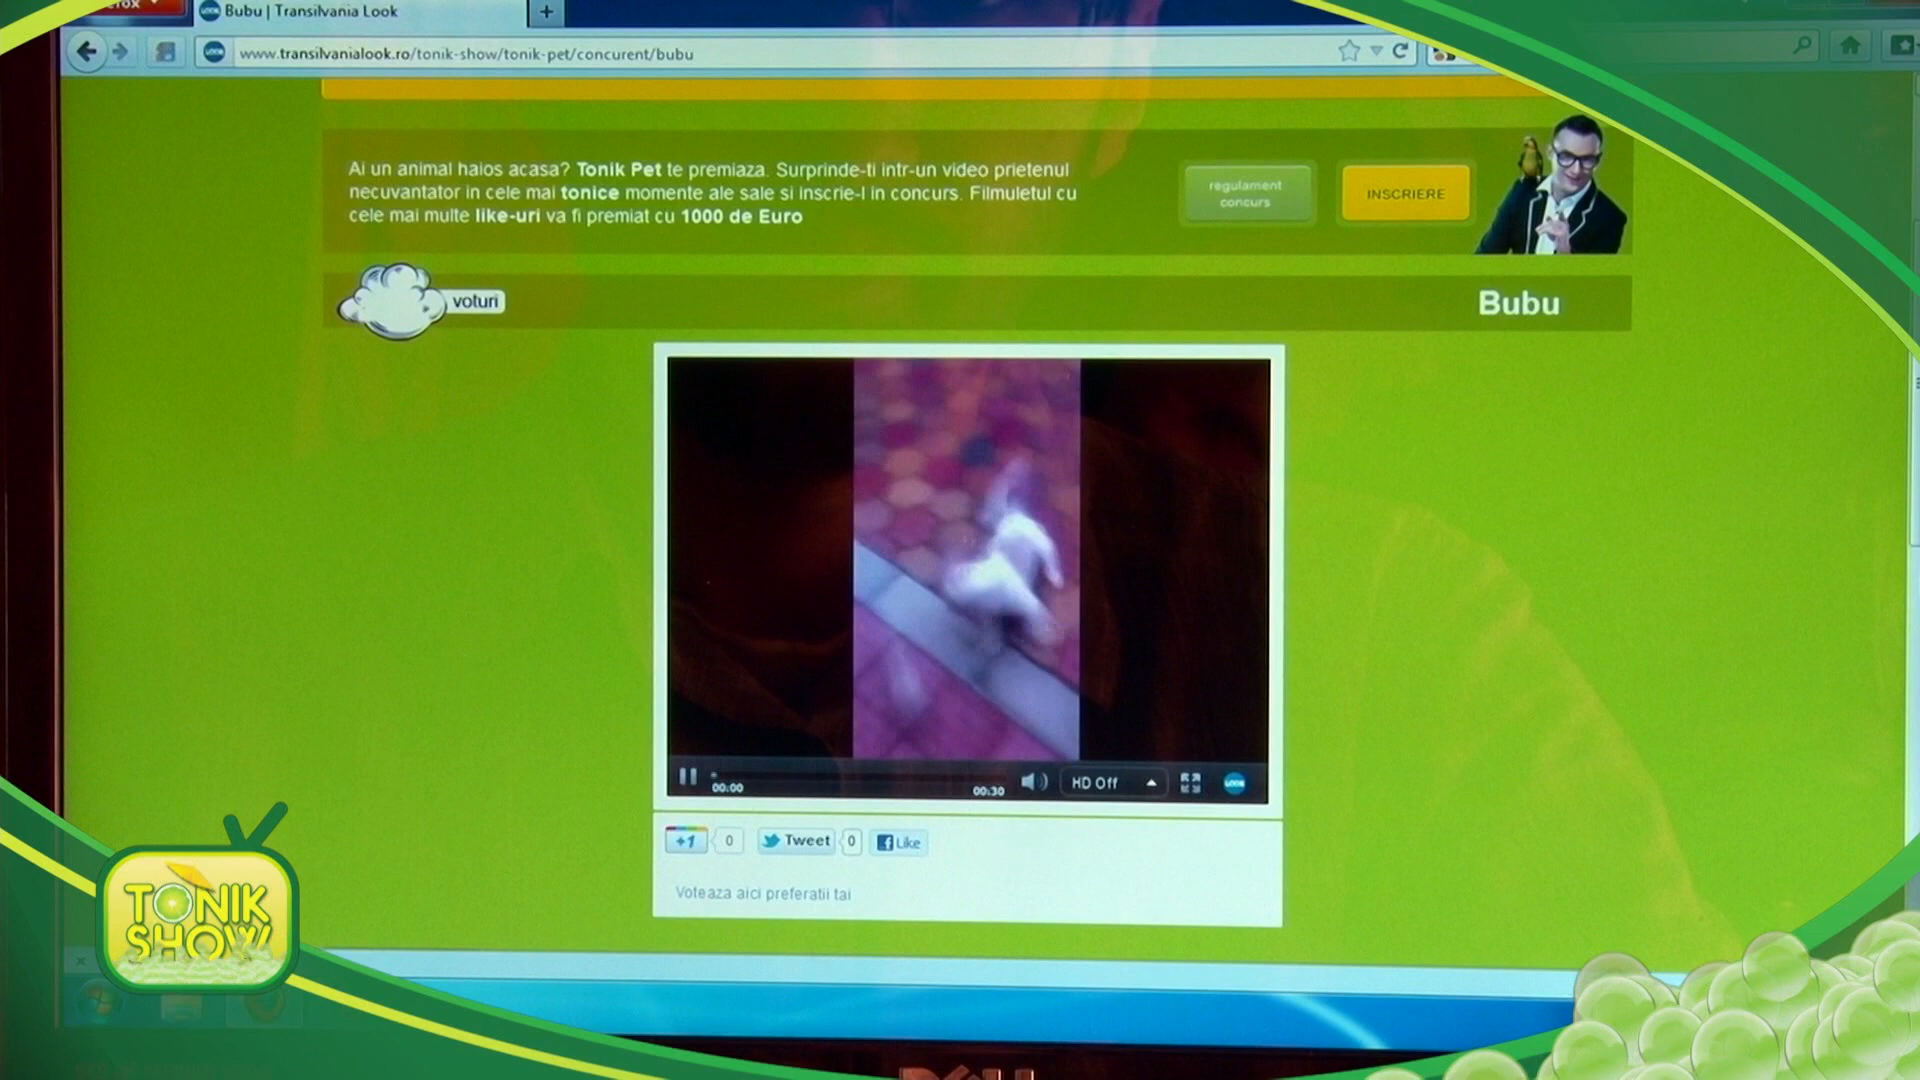 Bubu | Transilvania Look
+
www.transilvanialook.ro/tonik-show/tonik-pet/concurent/bubu
Ai un animal haios acasa? Tonik Pet te premiaza. Surprinde-ti intr-un video prietenul
necuvantator in cele mai tonice momente ale sale si inscrie-l in concurs. Filmuletul cu
cele mai multe like-uri va fi premiat cu 1000 de Euro
regulament
concurs
INSCRIERE
voturi
Bubu
00:00
00:30
HD Off
LOOK
+1
0
Tweet
0
Like
Voteaza aici preferatii tai
TONIK
SHOW